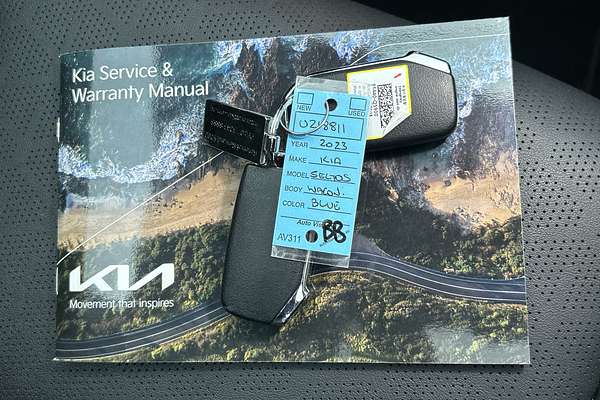 Kia Service &
Warranty Manual
NEW USED
U218811
YEAR 2023
MAKE KIA
MODEL SELTOS
BODY WAGON.
COLOR BLUE
AV311 BB
KIA
Movement that inspires